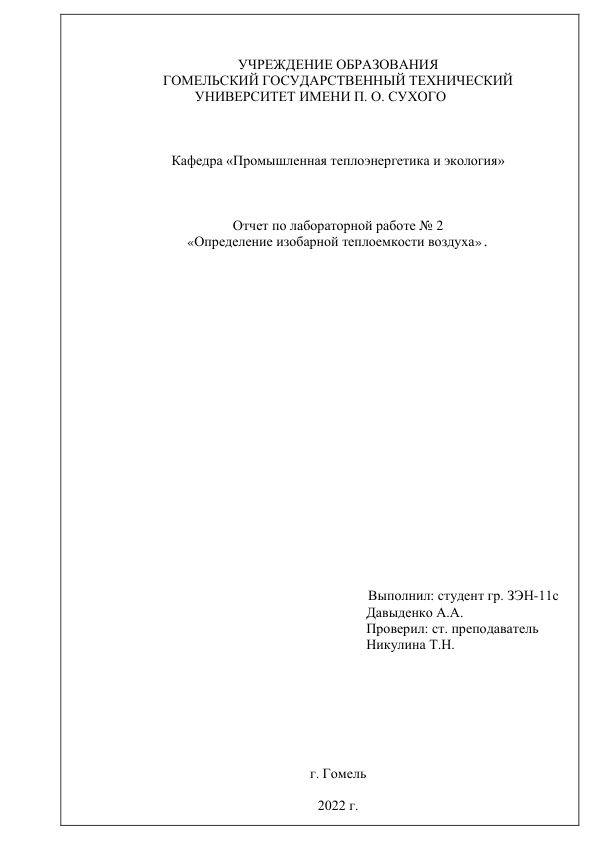 УЧРЕЖДЕНИЕ ОБРАЗОВАНИЯ
ГОМЕЛЬСКИЙ ГОСУДАРСТВЕННЫЙ ТЕХНИЧЕСКИЙ
УНИВЕРСИТЕТ ИМЕНИ П. О. СУХОГО
Кафедра «Промышленная теплоэнергетика и экология»
Отчет по лабораторной работе № 2
«Определение изобарной теплоемкости воздуха» .
Выполнил: студент гр. ЗЭН-11с
Давыденко А.А.
Проверил: ст. преподаватель
Никулина Т.Н.
г. Гомель
2022 г.